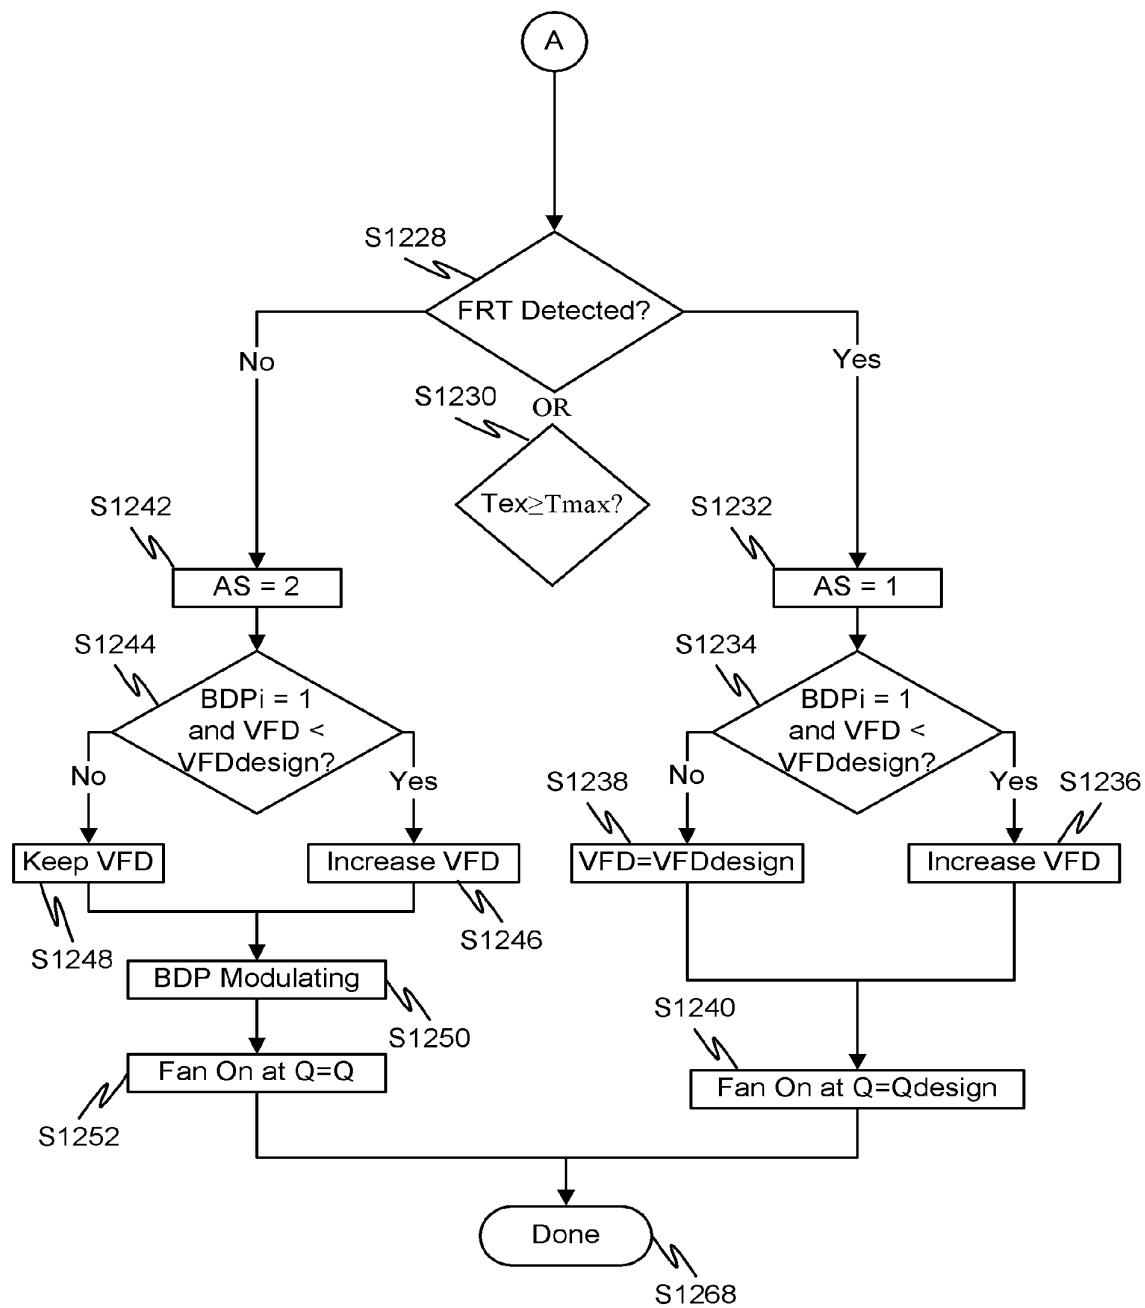 A
S1228
FRT Detected?
No
Yes
S1230
OR
Tex≥Tmax?
S1242
S1232
AS = 2
AS = 1
S1244
S1234
BDPi = 1
and VFD <
VFDdesign?
BDPi = 1
and VFD <
VFDdesign?
No
Yes
S1238
No
Yes
S1236
Keep VFD
Increase VFD
VFD=VFDdesign
Increase VFD
S1248
S1246
BDP Modulating
S1250
S1240
Fan On at Q=Q
Fan On at Q=Qdesign
S1252
Done
S1268